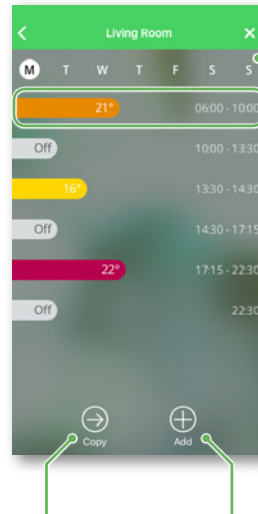 Living Room
M T W T F S S
21° 06:00 - 10:00
Off 10:00 - 13:30
16° 13:30 - 14:30
Off 14:30 - 17:15
22° 17:15 - 22:30
Off 22:30
Copy Add